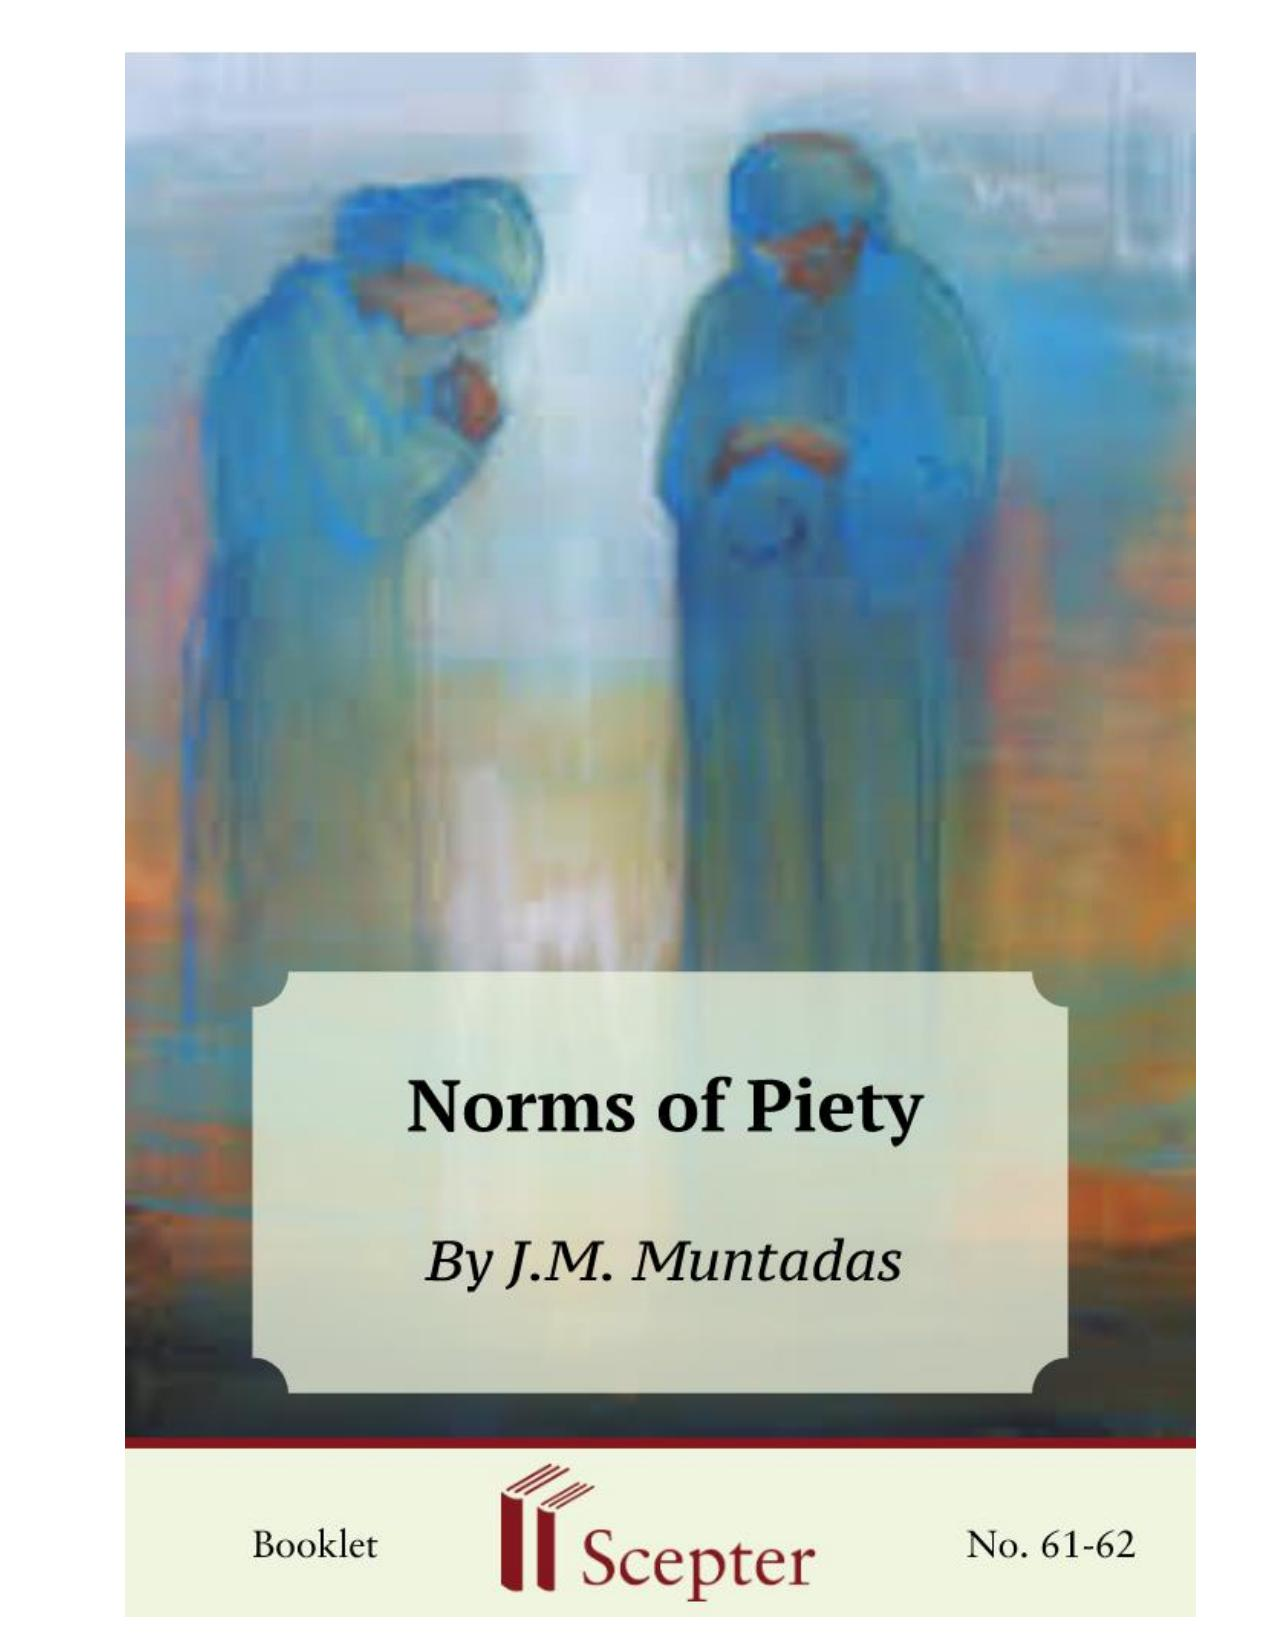 Norms of Piety
By J.M. Muntadas
Booklet
Scepter
No. 61-62